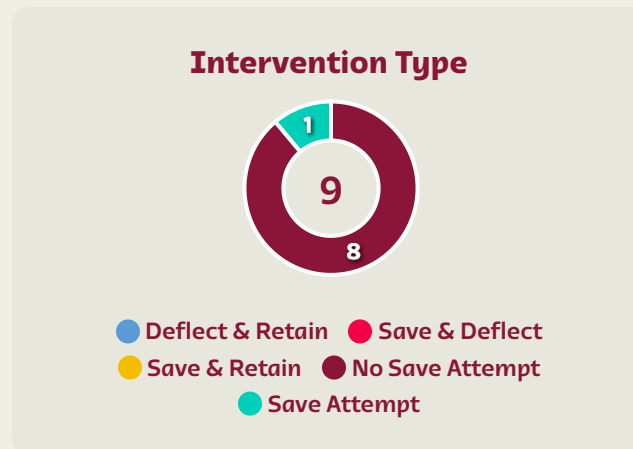 Intervention Type
1
9
8
Deflect & Retain Save & Deflect
Save & Retain No Save Attempt
Save Attempt